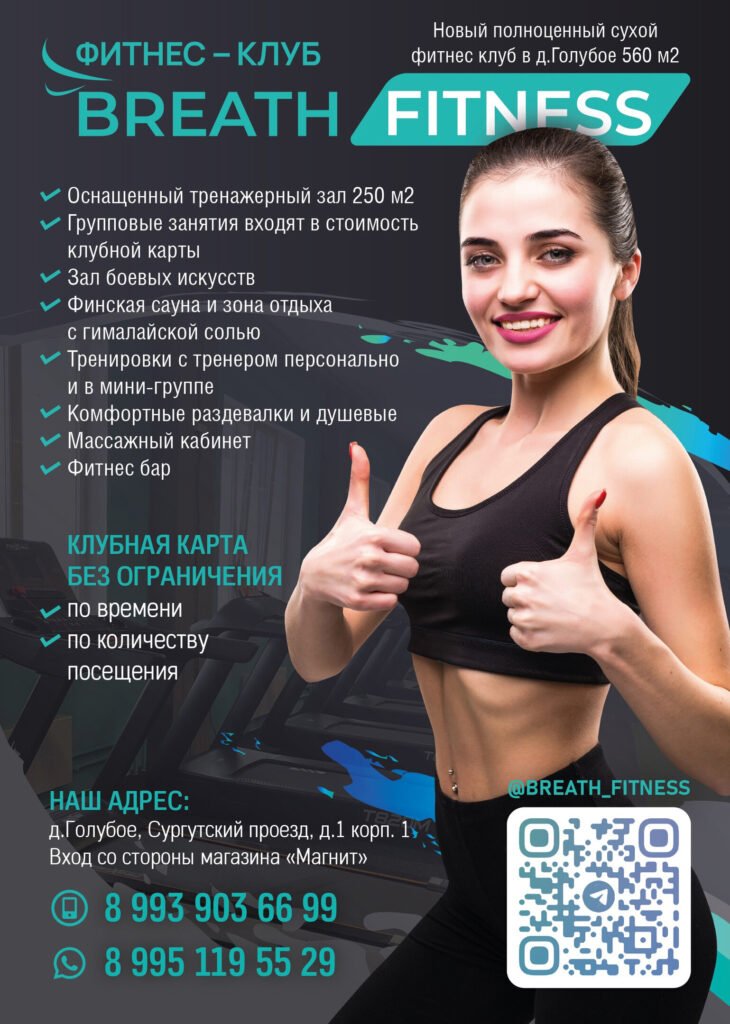 Новый полноценный сухой
фитнес клуб в д.Голубое 560 м2
ФИТНЕС – КЛУБ
BREATH FITNESS
Оснащенный тренажерный зал 250 м2
Групповые занятия входят в стоимость
клубной карты
Зал боевых искусств
Финская сауна и зона отдыха
с гималайской солью
Тренировки с тренером персонально
и в мини-группе
Комфортные раздевалки и душевые
Массажный кабинет
Фитнес бар
КЛУБНАЯ КАРТА
БЕЗ ОГРАНИЧЕНИЯ
по времени
по количеству
посещения
НАШ АДРЕС:
д.Голубое, Сургутский проезд, д.1 корп. 1,
Вход со стороны магазина «Магнит»
8 993 903 66 99
8 995 119 55 29
@BREATH_FITNESS